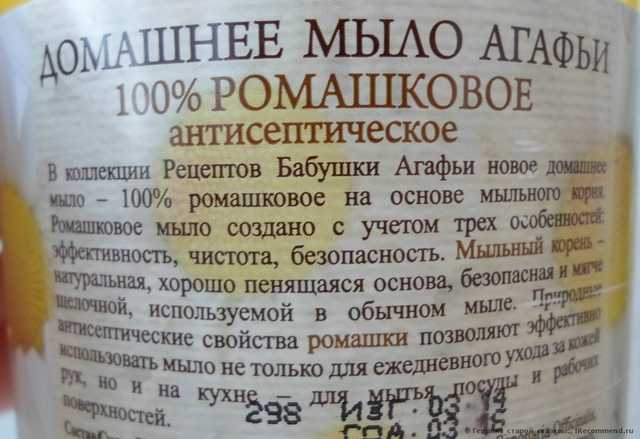 ДОМАШНЕЕ МЫЛО АГАФЬИ
100% РОМАШКОВОЕ
антисептическое
В коллекции Рецептов Бабушки Агафьи новое домашнее
мыло – 100% ромашковое на основе мыльного корня.
Ромашковое мыло создано с учетом трех особенностей:
эффективность, чистота, безопасность. Мыльный корень –
натуральная, хорошо пенящаяся основа, безопасная и мягче
щелочной, используемой в обычном мыле. Природные
антисептические свойства ромашки позволяют эффективно
использовать мыло не только для ежедневного ухода за кожей
рук, но и на кухне – для мытья посуды и рабочих
поверхностей.
298 ИЗГ.03 14
iRecommend.ru